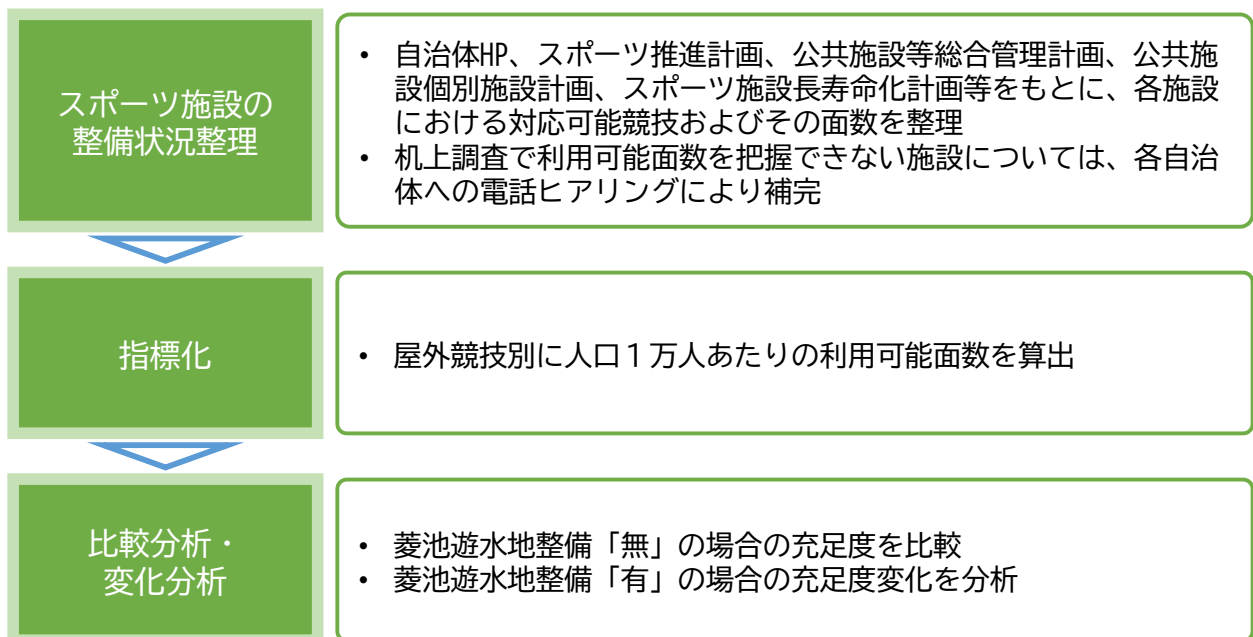 スポーツ施設の
整備状況整理
• 自治体HP、スポーツ推進計画、公共施設等総合管理計画、公共施
設個別施設計画、スポーツ施設長寿命化計画等をもとに、各施設
における対応可能競技およびその面数を整理
• 机上調査で利用可能面数を把握できない施設については、各自治
体への電話ヒアリングにより補完
指標化
• 屋外競技別に人口１万人あたりの利用可能面数を算出
比較分析・
変化分析
• 菱池遊水地整備「無」の場合の充足度を比較
• 菱池遊水地整備「有」の場合の充足度変化を分析